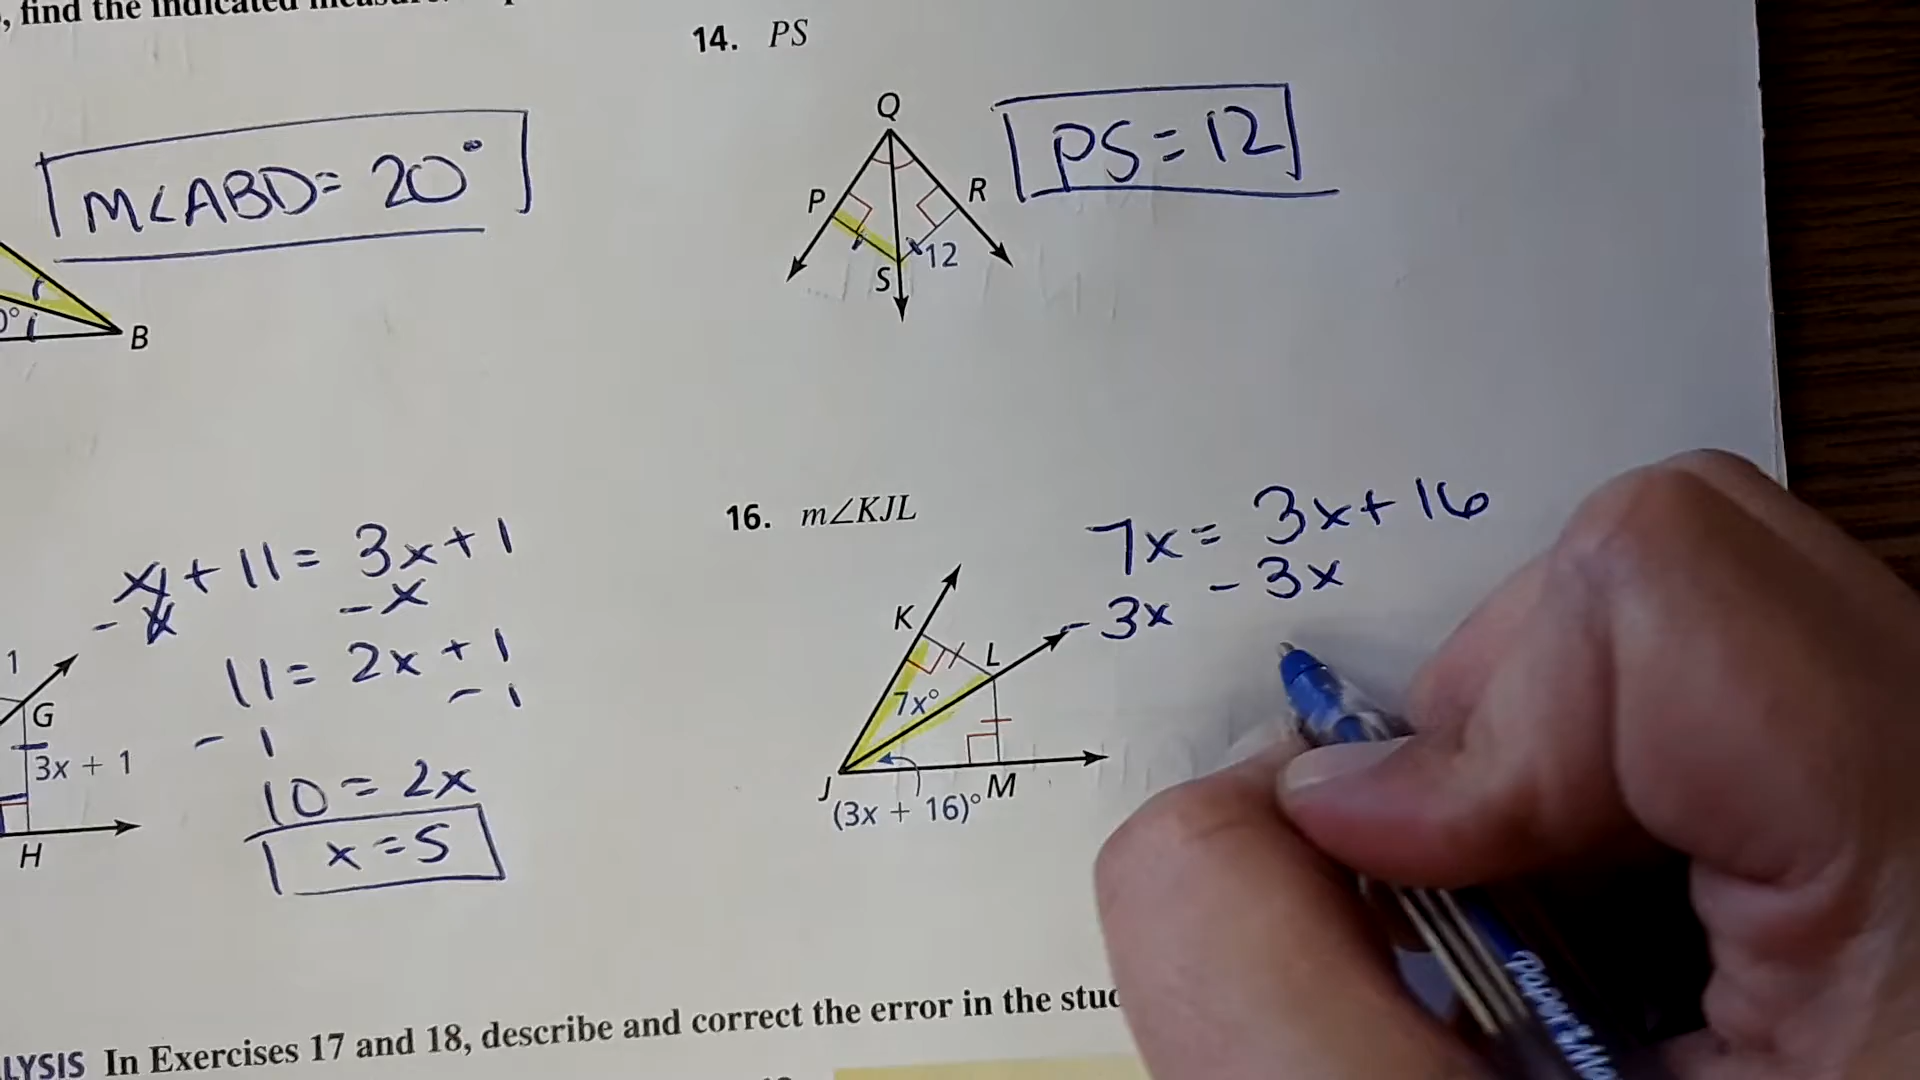 , find the indicated
m∠ABD= 20°
B
14. PS
Q
P
R
S
12
PS=12
x + 11 = 3x + 1
- x - x
11 = 2x + 1
- 1 - 1
10 = 2x
x = 5
1
G
3x + 1
H
16. m∠KJL
K
L
7x°
J
M
(3x + 16)°
7x = 3x + 16
- 3x - 3x
LYSIS In Exercises 17 and 18, describe and correct the error in the
Paper